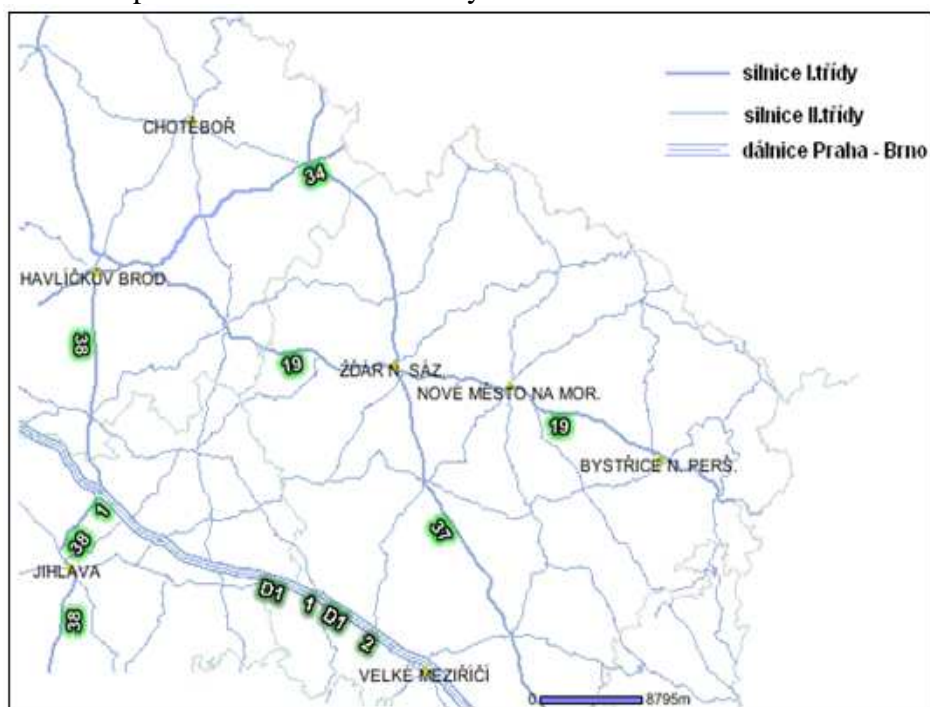 silnice I.třídy
silnice II.třídy
dálnice Praha - Brno
CHOTĚBOŘ
34
HAVLÍČKŮV BROD
38
19
ŽĎÁR N. SÁZ.
NOVÉ MĚSTO NA MOR.
19
BYSTŘICE N. PERŠ.
1
38
37
JIHLAVA
D1
1
D1
38
2
VELKÉ MEZIŘÍČÍ
0 8795m